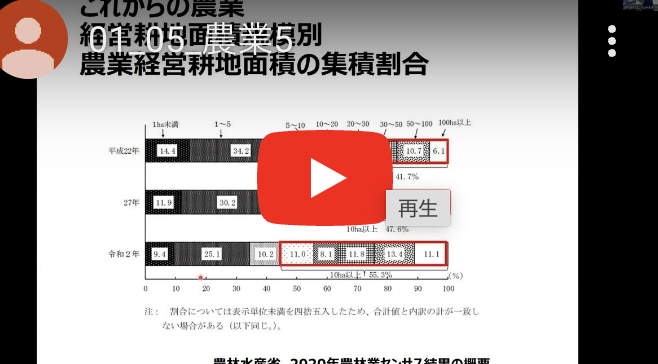 これからの農業
経営耕地面積規模別
01_05_農業5
農業経営耕地面積の集積割合
1ha未満 1～5 5～10 10～20 20～30 30～50 50～100 100ha以上
平成22年 14.4 34.2 10.7 6.1
41.7%
27年 11.9 30.2
再生
10ha以上 47.6%
令和2年 9.4 25.1 10.2 11.0 8.1 11.8 13.4 11.1
10ha以上 55.3%
0 10 20 30 40 50 60 70 80 90 100 (%)
注： 割合については表示単位未満を四捨五入したため、合計値と内訳の計が一致し
ない場合がある（以下同じ。）。
農林水産省 2020年農林業センサス結果の概要